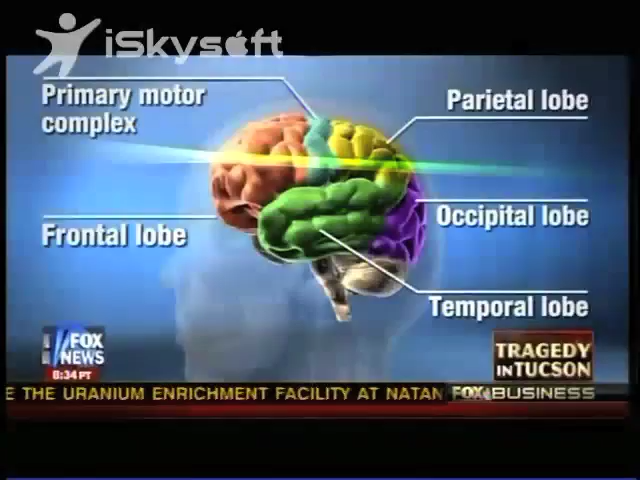 iSkysoft
Primary motor
complex
Parietal lobe
Occipital lobe
Frontal lobe
Temporal lobe
FOX
NEWS
8:34 PT
TRAGEDY
IN TUCSON
E THE URANIUM ENRICHMENT FACILITY AT NATAN
FOX BUSINESS